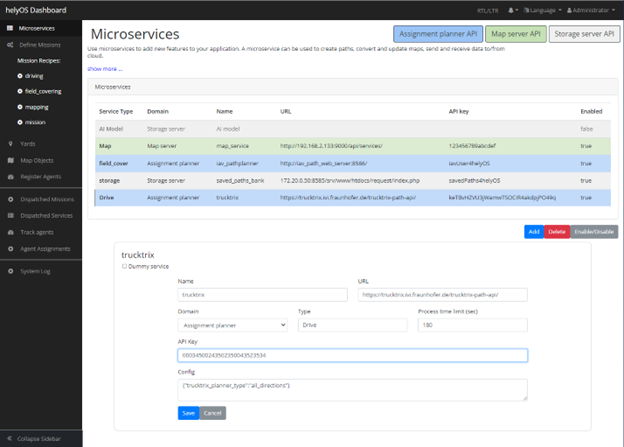 helyOS Dashboard
RTL/LTR
Language
Administrator
Microservices
Define Missions
Mission Recipes:
driving
field_covering
mapping
mission
Yards
Map Objects
Register Agents
Dispatched Missions
Dispatched Services
Track agents
Agent Assignments
System Log
Collapse Sidebar
Microservices
Assignment planner API
Map server API
Storage server API
Use microservices to add new features to your application. A microservice can be used to create paths, convert and update maps, send and receive data to/from
cloud.
show more ...
Microservices
Service Type Domain Name URL API key Enabled
AI Model Storage server AI model false
Map Map server map_service http://192.168.2.133:9000/api/services/ 123456789abcdef true
field_cover Assignment planner iav_pathplanner http://iav_path_web_server:8566/ iavUser4helyOS true
storage Storage server saved_paths_bank 172.20.0.50:8585/srv/www/htdocs/request/index.php savedPaths4helyOS true
Drive Assignment planner trucktrix https://trucktrix.ivi.fraunhofer.de/trucktrix-path-api/ true
Add
Delete
Enable/Disable
trucktrix
Dummy service
Name URL
trucktrix https://trucktrix.ivi.fraunhofer.de/trucktrix-path-api/
Domain Type Process time limit (sec)
Assignment planner Drive 180
API Key
Config
{"trucktrix_planner_type":"all_directions"}
Save
Cancel